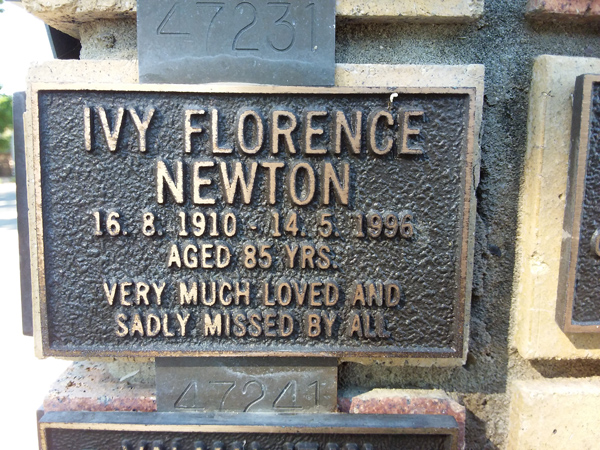 47231
IVY FLORENCE
NEWTON
16. 8. 1910 - 14. 5. 1996
AGED 85 YRS.
VERY MUCH LOVED AND
SADLY MISSED BY ALL
47241